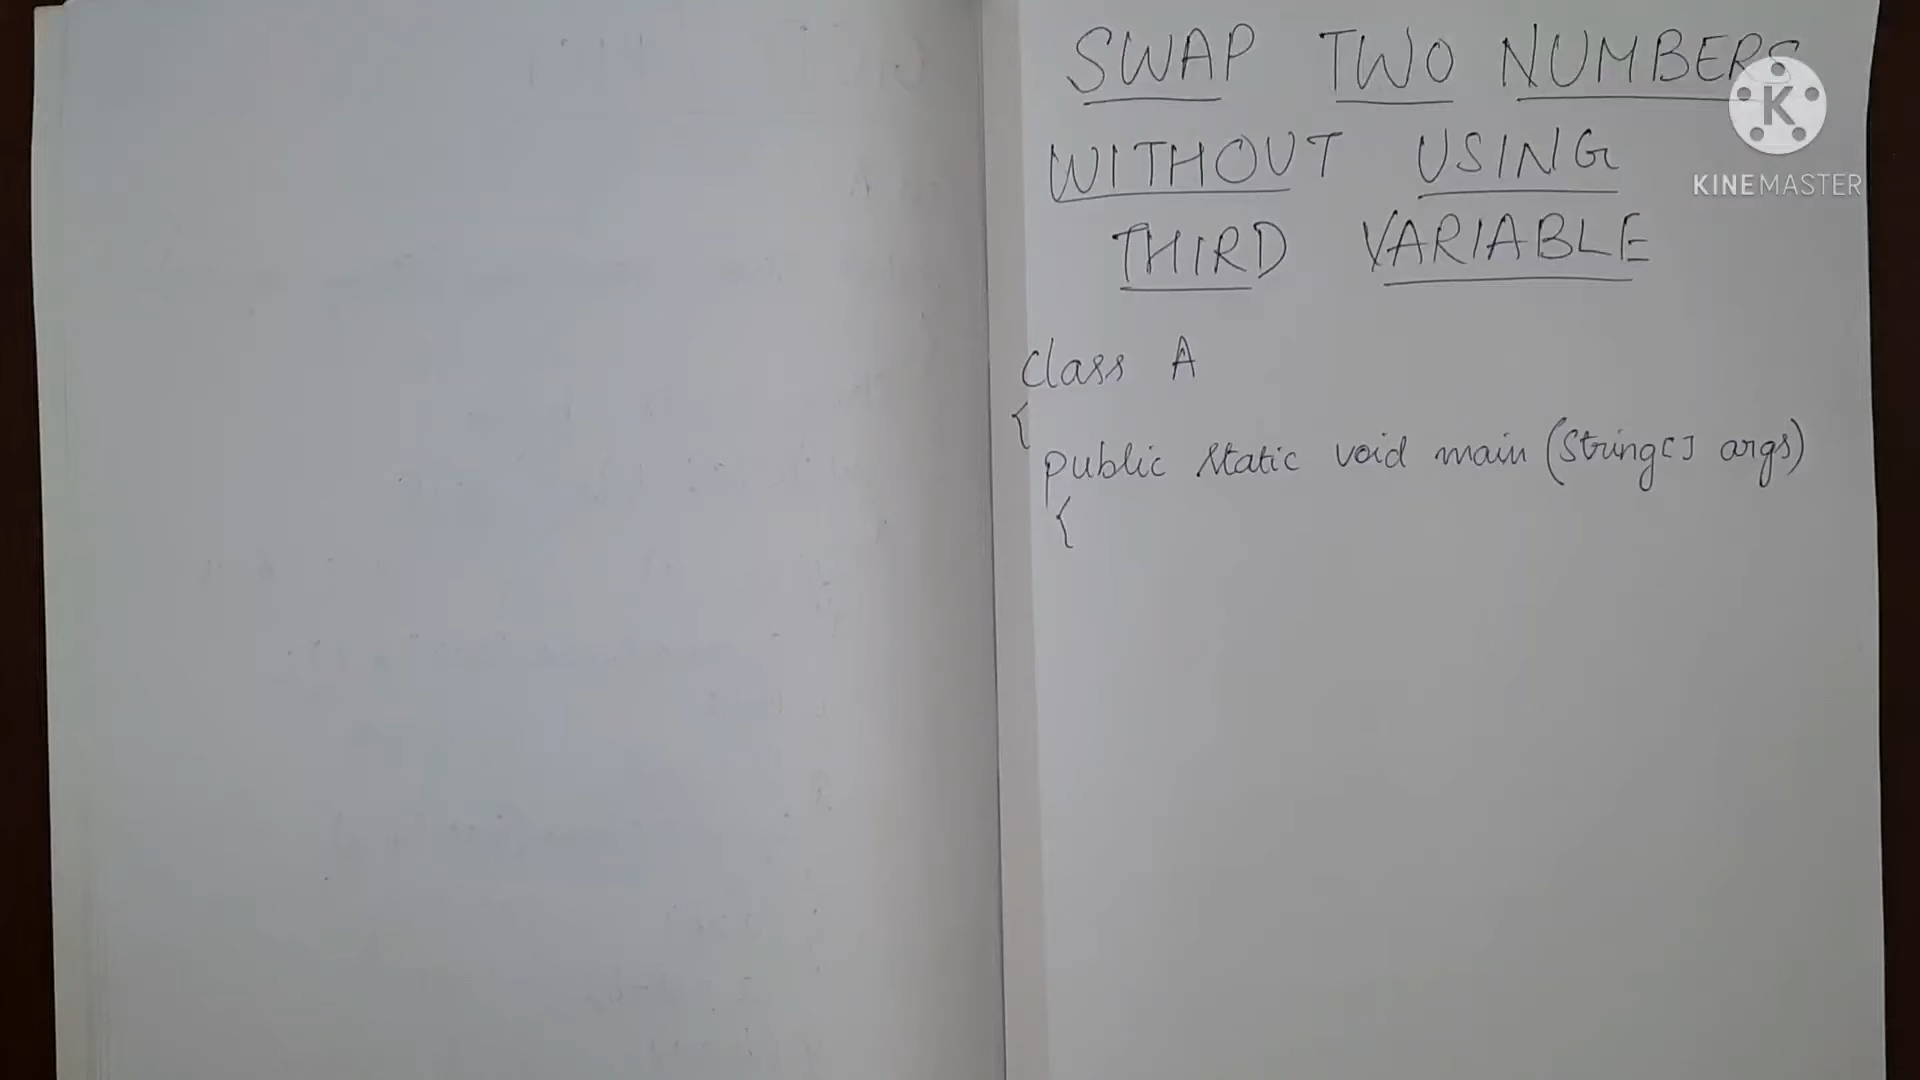 SWAP TWO NUMBERS
WITHOUT USING
THIRD VARIABLE
KINEMASTER
class A
{
public static void main (String[] args)
{